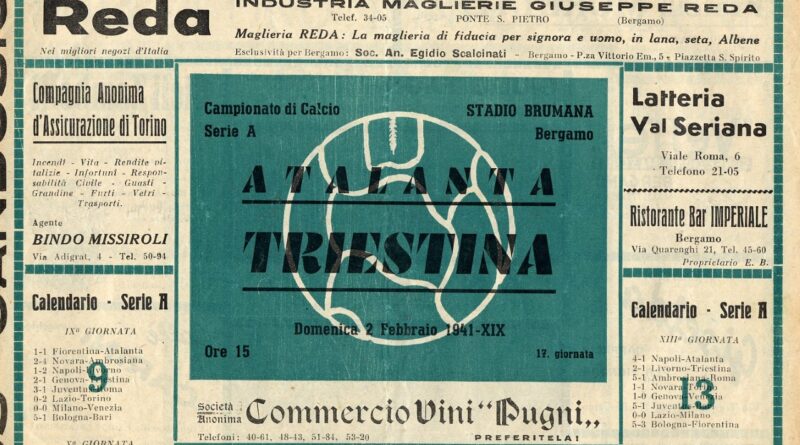 Reda
Nei migliori negozi d'Italia
INDUSTRIA MAGLIERIE GIUSEPPE REDA
Telef. 34-05 PONTE S. PIETRO (Bergamo)
Maglieria REDA: La maglieria di fiducia per signora e uomo, in lana, seta, Albene
Esclusività per Bergamo: Soc. An. Egidio Scalcinati - Bergamo - P.za Vittorio Em., 5 e Piazzetta S. Spirito
Compagnia Anonima
d'Assicurazione di Torino
Incendi - Vita - Rendite vi-
talizie - Infortuni - Respon-
sabilità Civile - Guasti -
Grandine - Furti - Vetri -
Trasporti.
Agente
BINDO MISSIROLI
Via Adigrat, 4 - Tel. 50-94
Calendario - Serie A
IXª GIORNATA
1-1 Fiorentina-Atalanta
2-4 Novara-Ambrosiana
1-2 Napoli-Livorno
2-1 Genova-Triestina
3-1 Juventus-Roma
0-2 Lazio-Torino
0-0 Milano-Venezia
5-1 Bologna-Bari
9
Campionato di Calcio
Serie A
STADIO BRUMANA
Bergamo
ATALANTA
TRIESTINA
Domenica 2 Febbraio 1941-XIX
Ore 15
17. giornata
Società
Anonima
Commercio Vini "Pugni"
Telefoni: 40-61, 48-43, 51-84, 53-20
PREFERITELA!
Latteria
Val Seriana
Viale Roma, 6
Telefono 21-05
Ristorante Bar IMPERIALE
Bergamo
Via Quarenghi 21, Tel. 45-60
Proprietario E. B.
Calendario - Serie A
XIIIª GIORNATA
4-1 Napoli-Atalanta
2-1 Livorno-Triestina
5-1 Ambrosiana-Roma
1-1 Novara-Torino
1-0 Genova-Venezia
5-1
0-0 Lazio-Milano
5-3 Bologna-Fiorentina
13